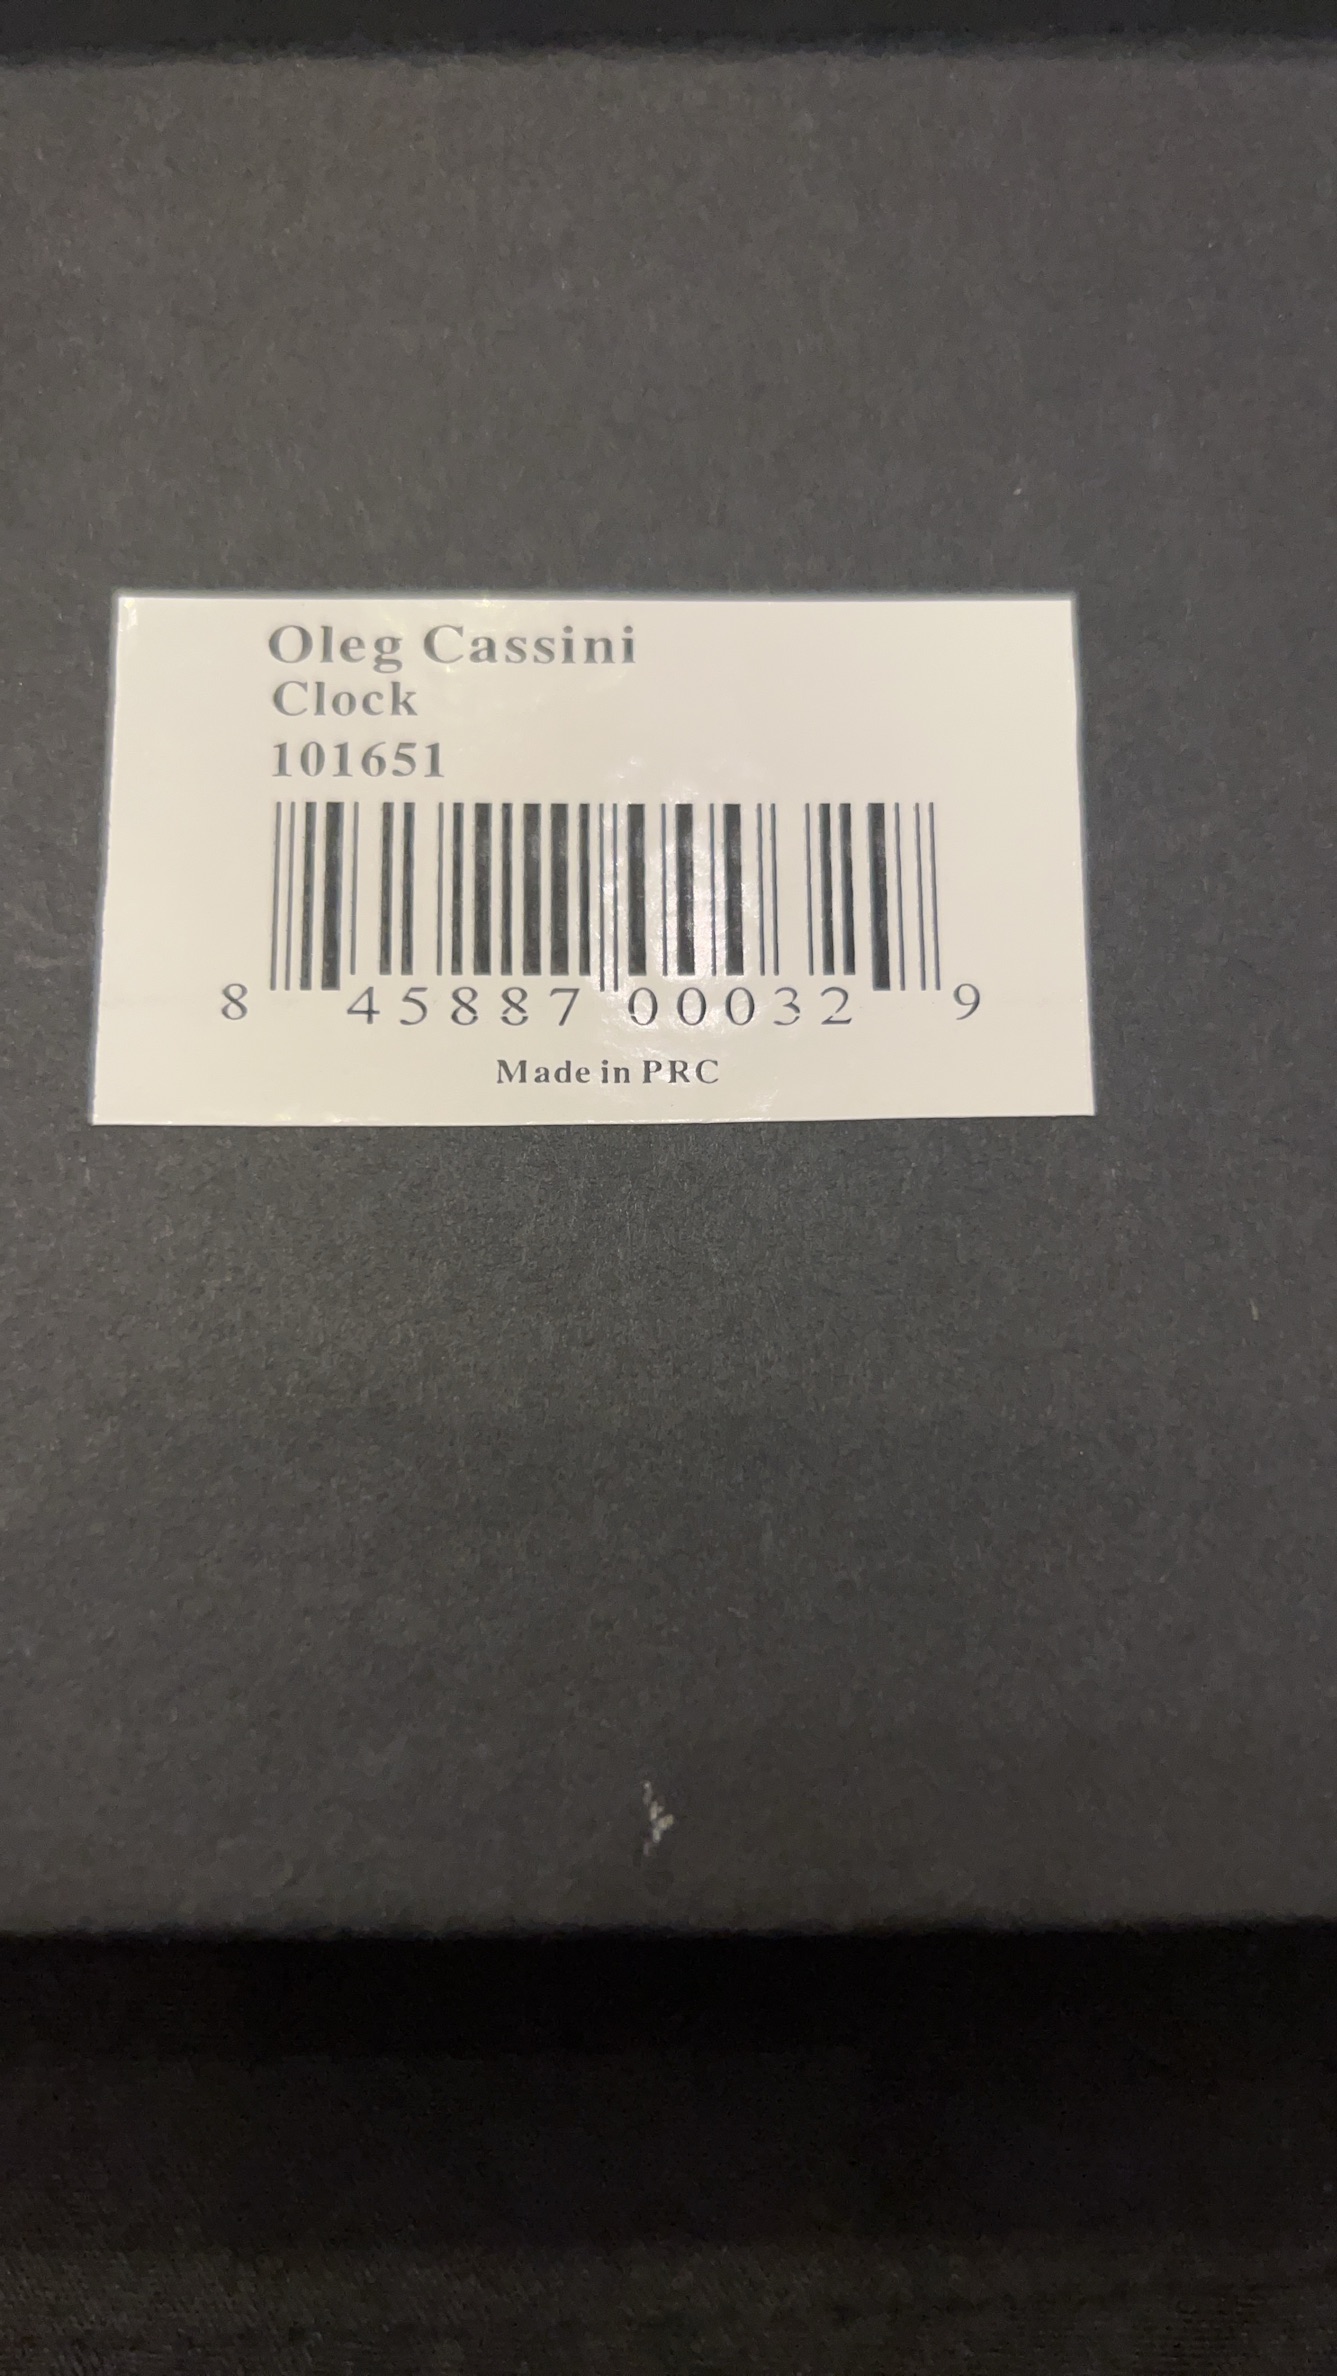 Oleg Cassini
Clock
101651
8 45887 00032 9
Made in PRC